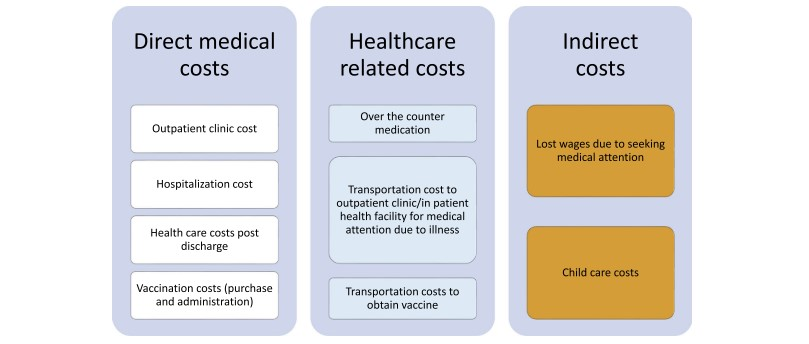 Direct medical
costs
Outpatient clinic cost
Hospitalization cost
Health care costs post
discharge
Vaccination costs (purchase
and administration)
Healthcare
related costs
Over the counter
medication
Transportation cost to
outpatient clinic/in patient
health facility for medical
attention due to illness
Transportation costs to
obtain vaccine
Indirect
costs
Lost wages due to seeking
medical attention
Child care costs